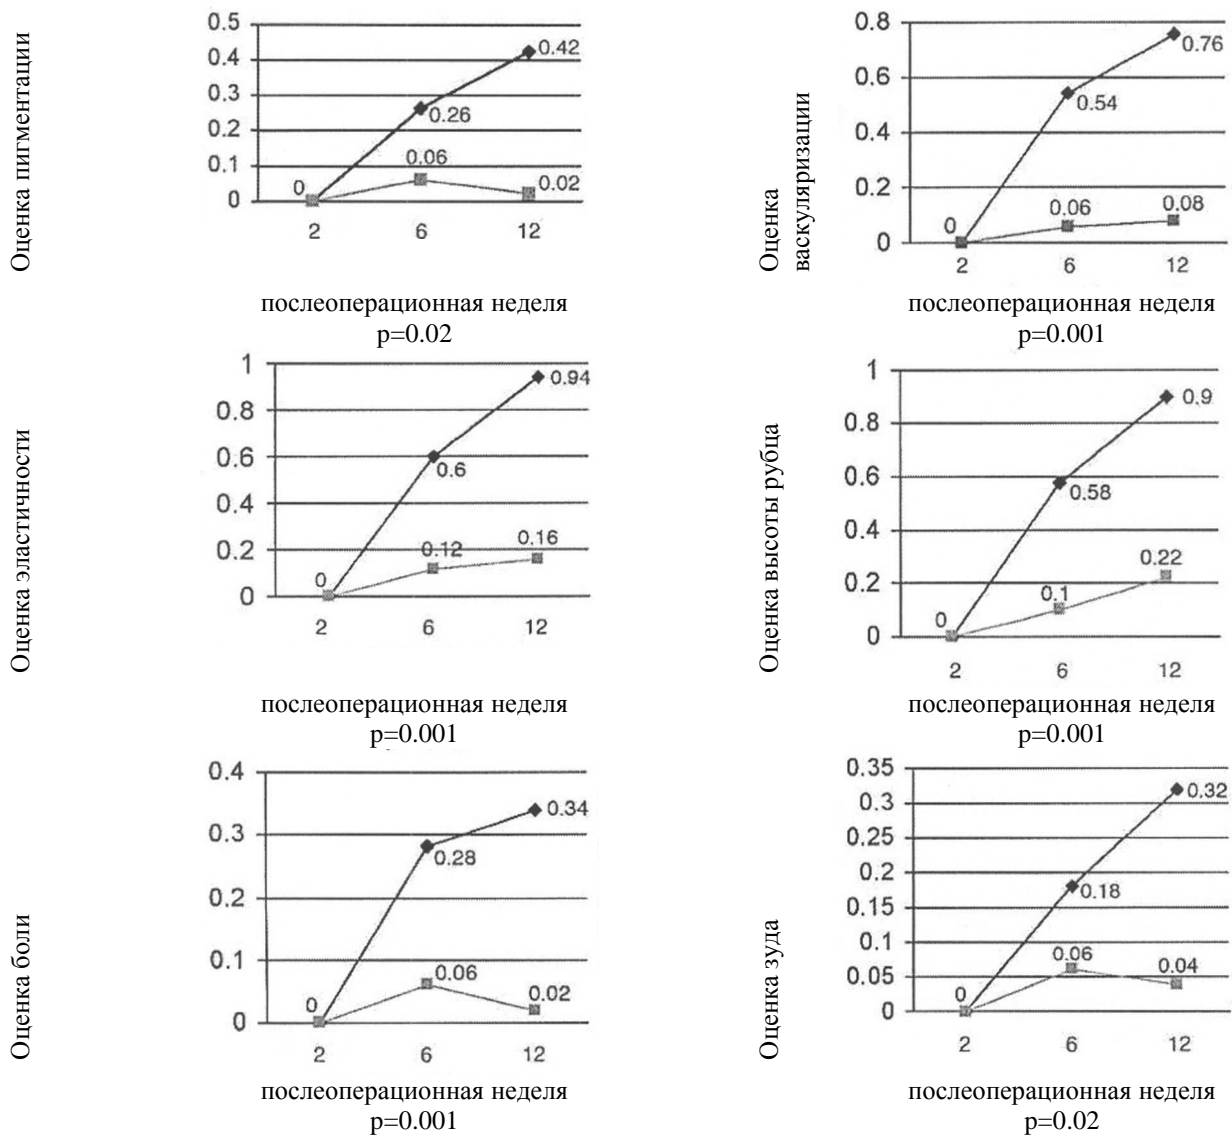 Оценка пигментации
0.5
0.4
0.3
0.2
0.1
0
0
0.26
0.42
0.06
0.02
2 6 12
послеоперационная неделя
p=0.02
Оценка
васкуляризации
0.8
0.6
0.4
0.2
0
0
0.54
0.76
0.06
0.08
2 6 12
послеоперационная неделя
p=0.001
Оценка эластичности
1
0.8
0.6
0.4
0.2
0
0
0.6
0.94
0.12
0.16
2 6 12
послеоперационная неделя
p=0.001
Оценка высоты рубца
1
0.8
0.6
0.4
0.2
0
0
0.58
0.9
0.1
0.22
2 6 12
послеоперационная неделя
p=0.001
Оценка боли
0.4
0.3
0.2
0.1
0
0
0.28
0.34
0.06
0.02
2 6 12
послеоперационная неделя
p=0.001
Оценка зуда
0.35
0.3
0.25
0.2
0.15
0.1
0.05
0
0
0.18
0.32
0.06
0.04
2 6 12
послеоперационная неделя
p=0.02